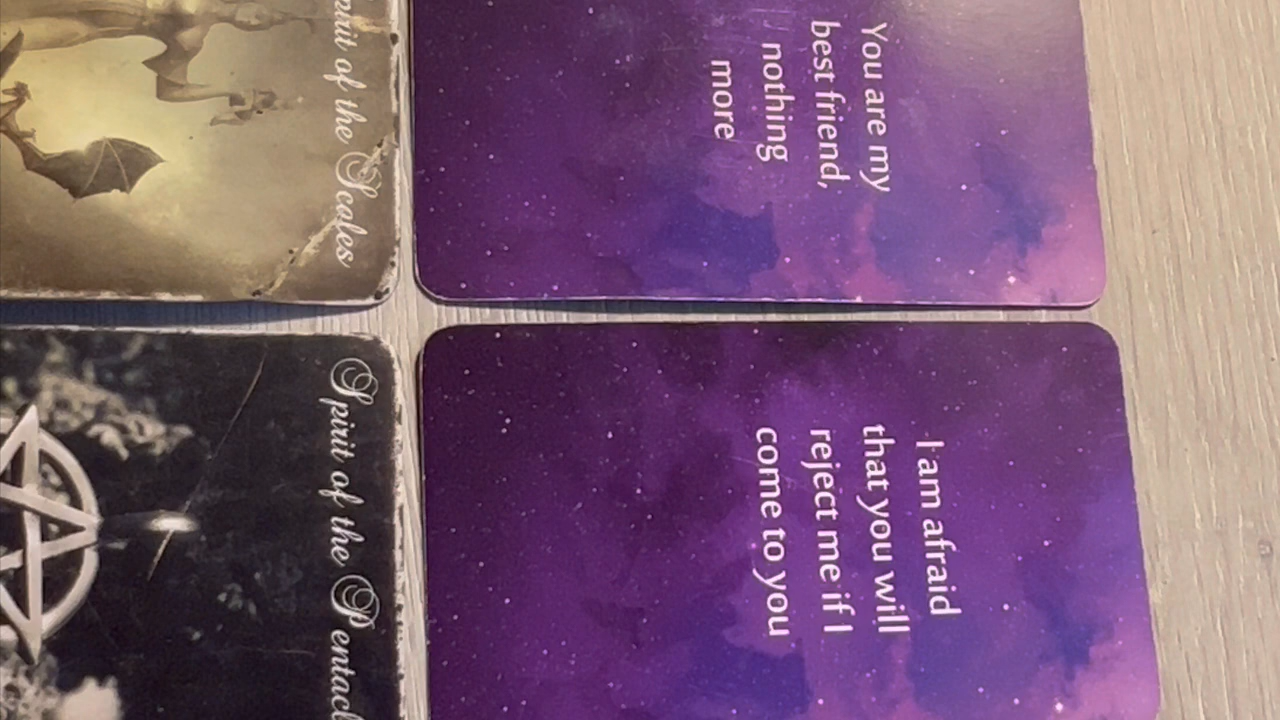 Spirit of the Scales
You are my
best friend,
nothing
more
Spirit of the
I am afraid
that you will
reject me if I
come to you